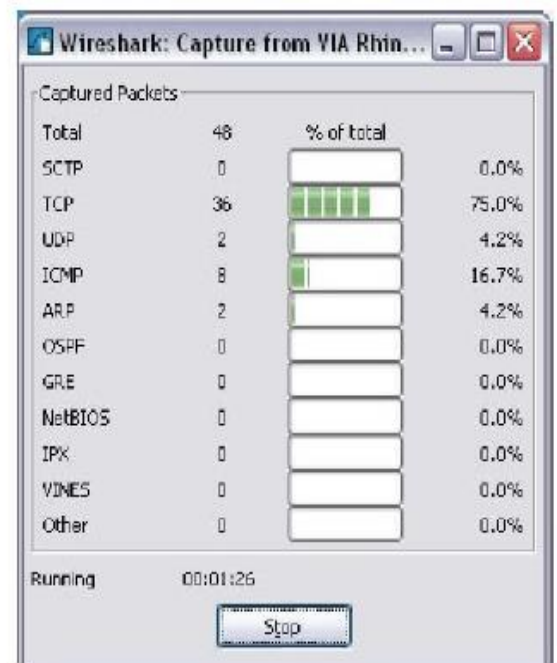 Wireshark: Capture from VIA Rhin...
Captured Packets
Total 48 % of total
SCTP 0 0.0%
TCP 36 75.0%
UDP 2 4.2%
ICMP 8 16.7%
ARP 2 4.2%
OSPF 0 0.0%
GRE 0 0.0%
NetBIOS 0 0.0%
IPX 0 0.0%
VINES 0 0.0%
Other 0 0.0%
Running 00:01:26
Stop